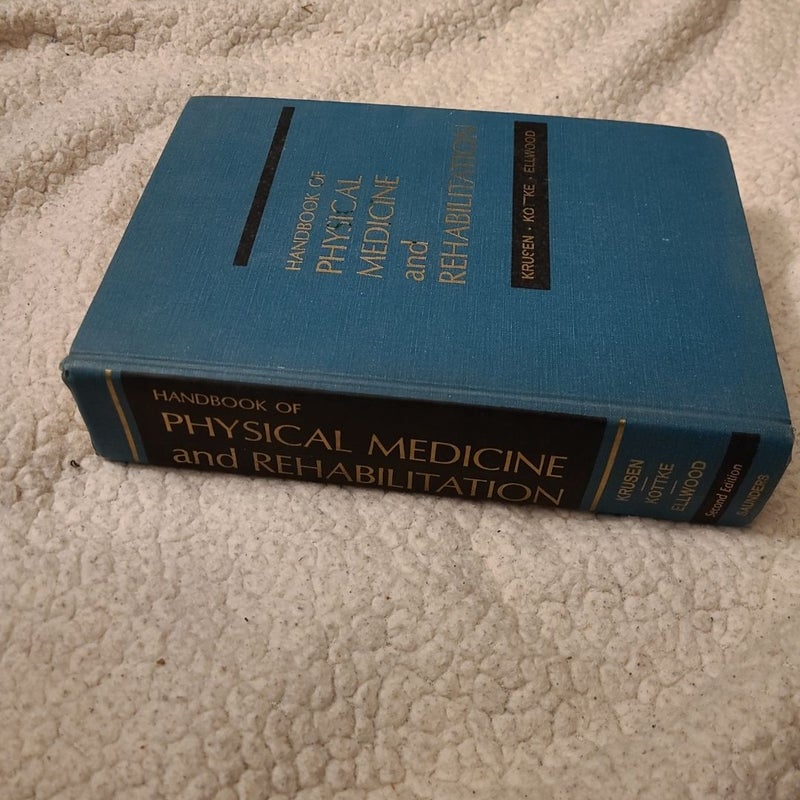 HANDBOOK OF
PHYSICAL
MEDICINE
and
REHABILITATION
KRUSEN · KOTTKE · ELLWOOD
HANDBOOK OF
PHYSICAL MEDICINE
and REHABILITATION
KRUSEN
KOTTKE
ELLWOOD
Second Edition
SAUNDERS